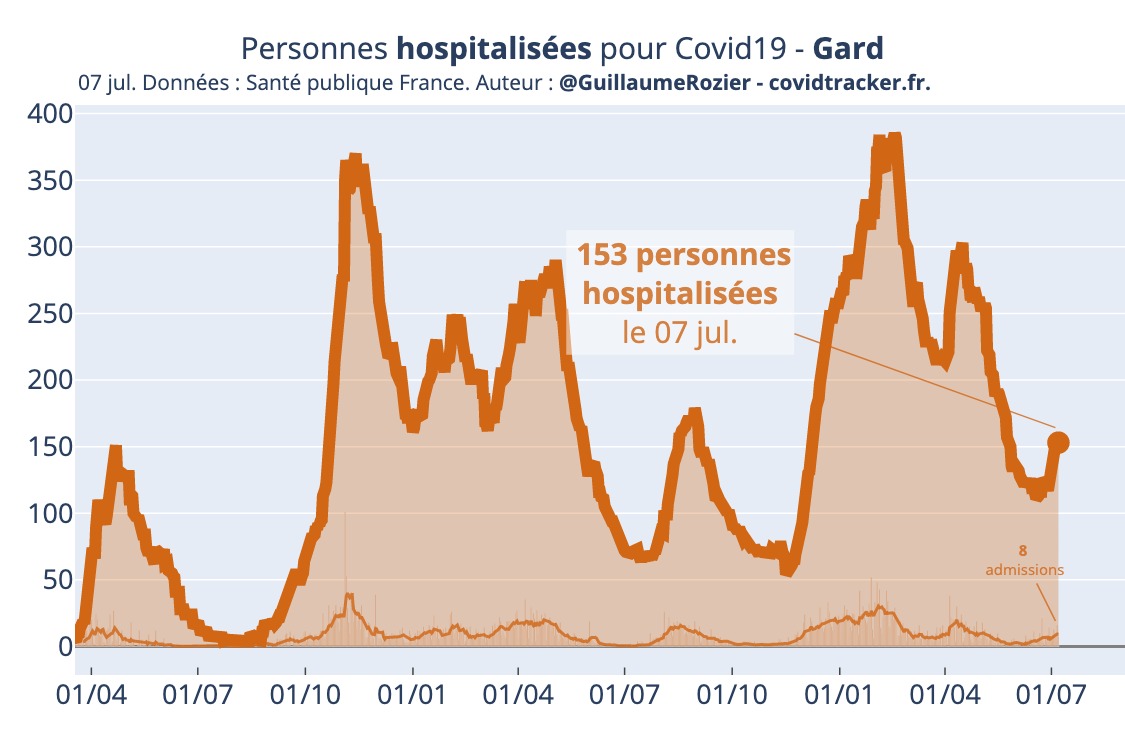 Personnes hospitalisées pour Covid19 - Gard
07 jul. Données : Santé publique France. Auteur : @GuillaumeRozier - covidtracker.fr.
400
350
300
250
200
150
100
50
0
153 personnes
hospitalisées
le 07 jul.
8
admissions
01/04 01/07 01/10 01/01 01/04 01/07 01/10 01/01 01/04 01/07